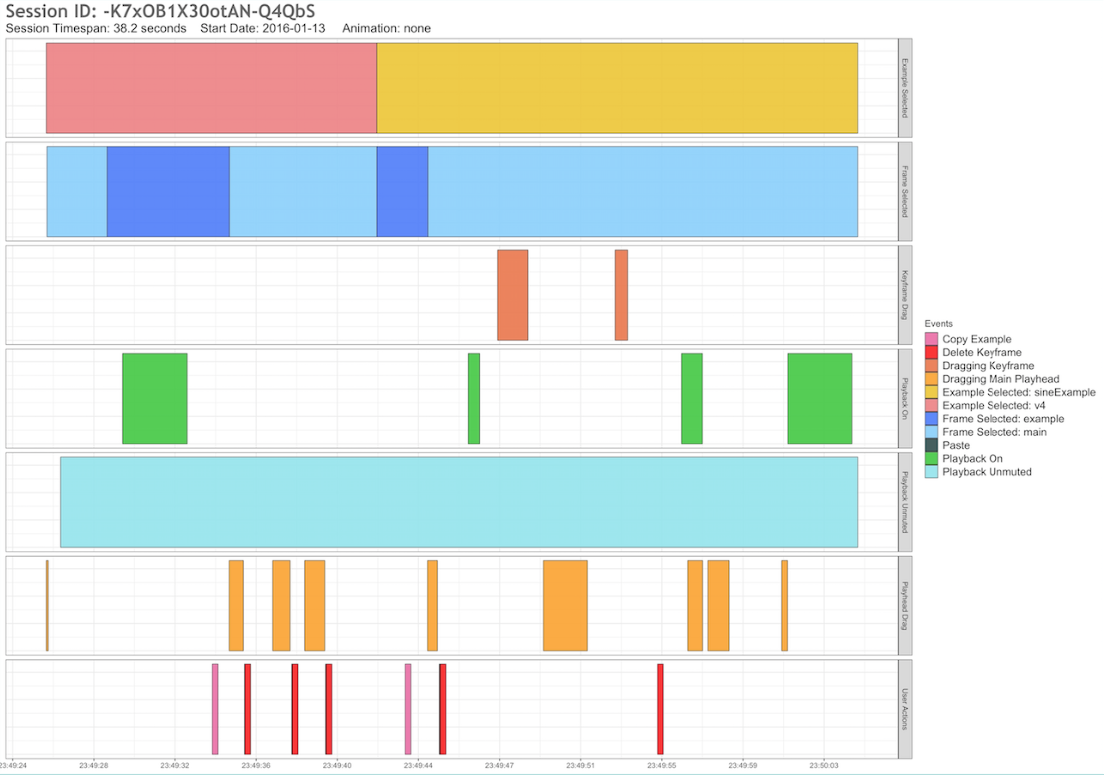 Session ID: -K7xOB1X30otAN-Q4QbS
Session Timespan: 38.2 seconds Start Date: 2016-01-13 Animation: none
Example Selected
Frame Selected
Keyframe Drag
Playback On
Playback Unmuted
Playhead Drag
User Actions
Events
Copy Example
Delete Keyframe
Dragging Keyframe
Dragging Main Playhead
Example Selected: sineExample
Example Selected: v4
Frame Selected: example
Frame Selected: main
Paste
Playback On
Playback Unmuted
23:49:24 23:49:28 23:49:32 23:49:36 23:49:40 23:49:44 23:49:47 23:49:51 23:49:55 23:49:59 23:50:03